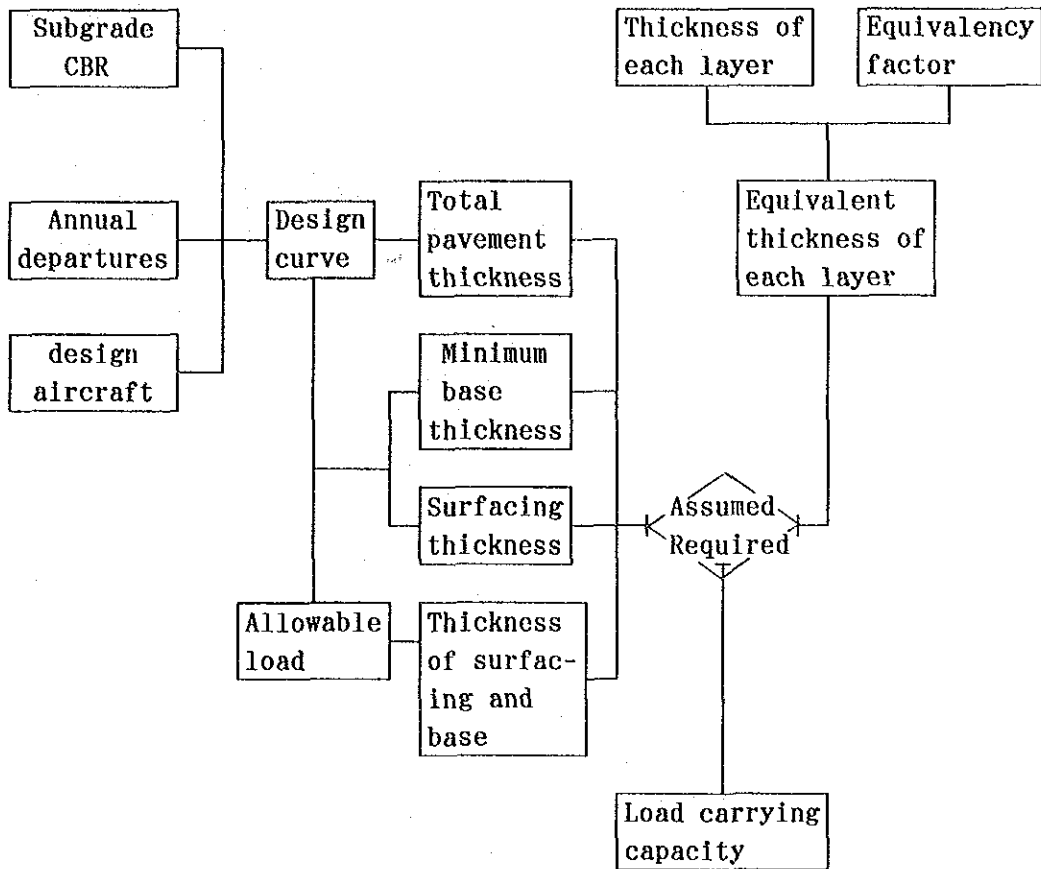 Subgrade
CBR
Annual
departures
design
aircraft
Design
curve
Total
pavement
thickness
Minimum
base
thickness
Surfacing
thickness
Allowable
load
Thickness
of surfac-
ing and
base
Thickness of
each layer
Equivalency
factor
Equivalent
thickness of
each layer
Assumed
Required
Load carrying
capacity